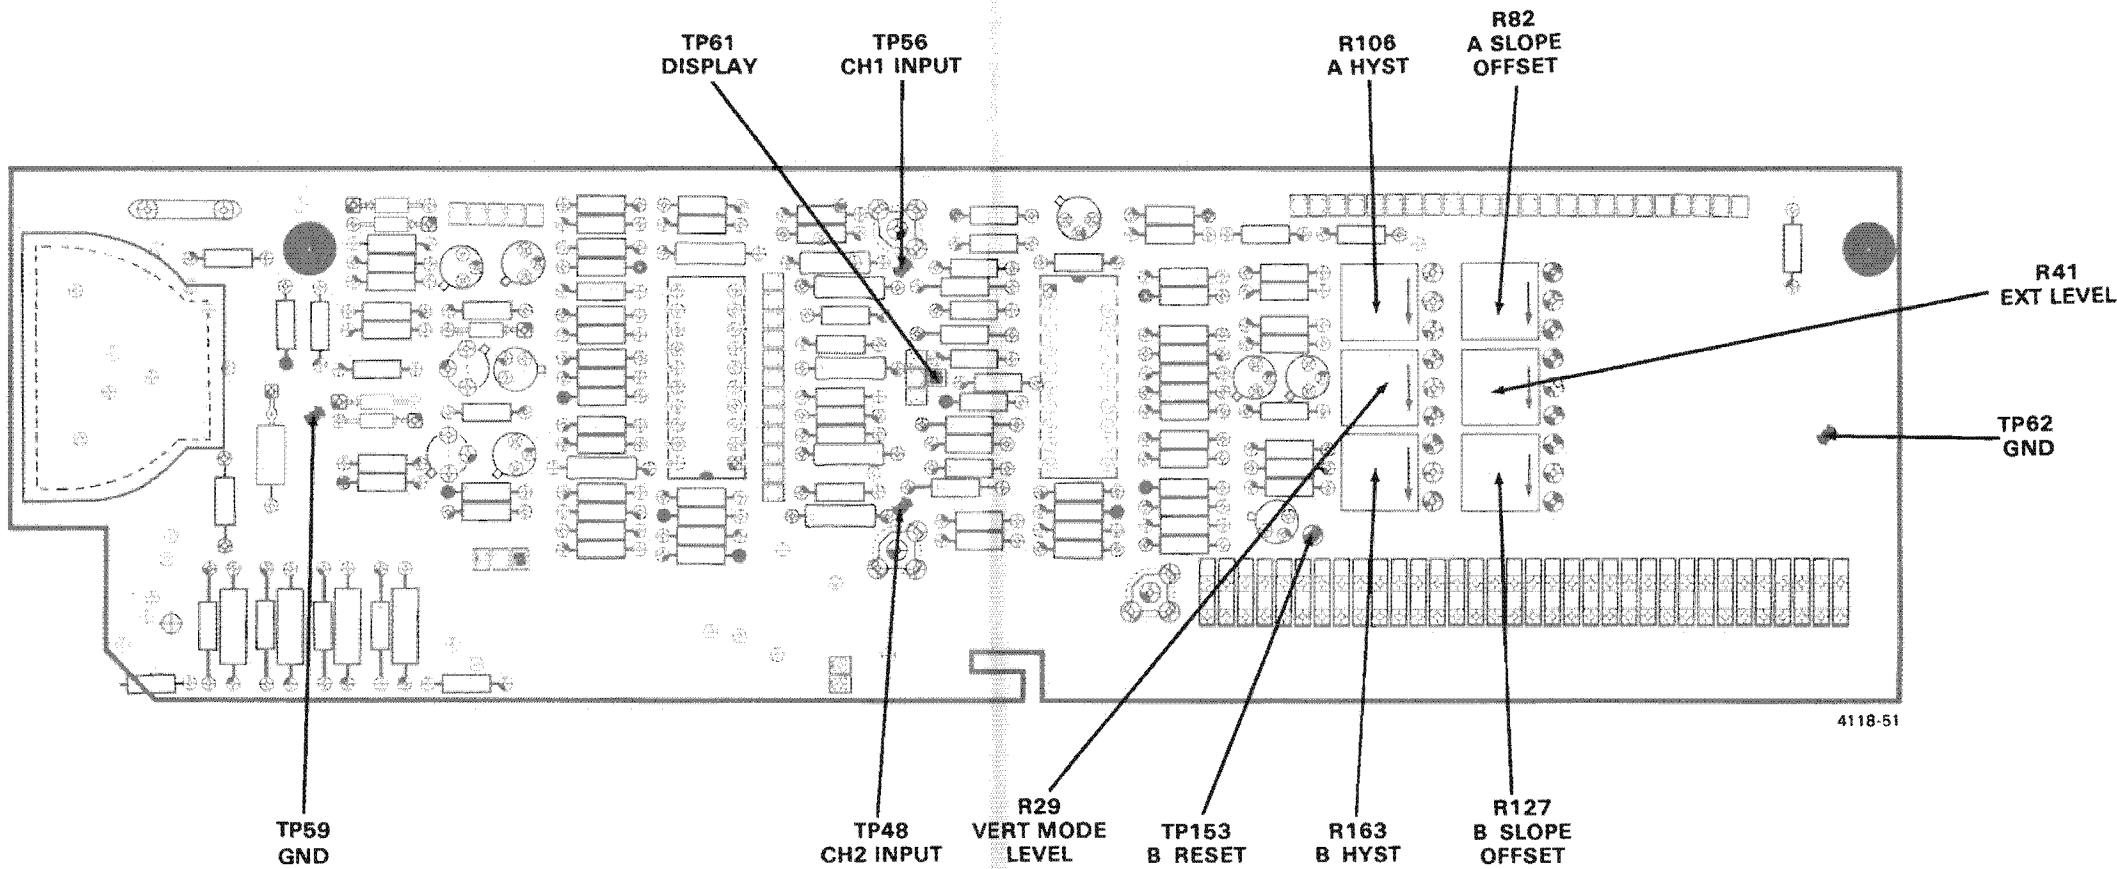 TP61
DISPLAY
TP56
CH1 INPUT
R106
A HYST
R82
A SLOPE
OFFSET
R41
EXT LEVEL
TP62
GND
4118-51
TP59
GND
TP48
CH2 INPUT
R29
VERT MODE
LEVEL
TP153
B RESET
R163
B HYST
R127
B SLOPE
OFFSET